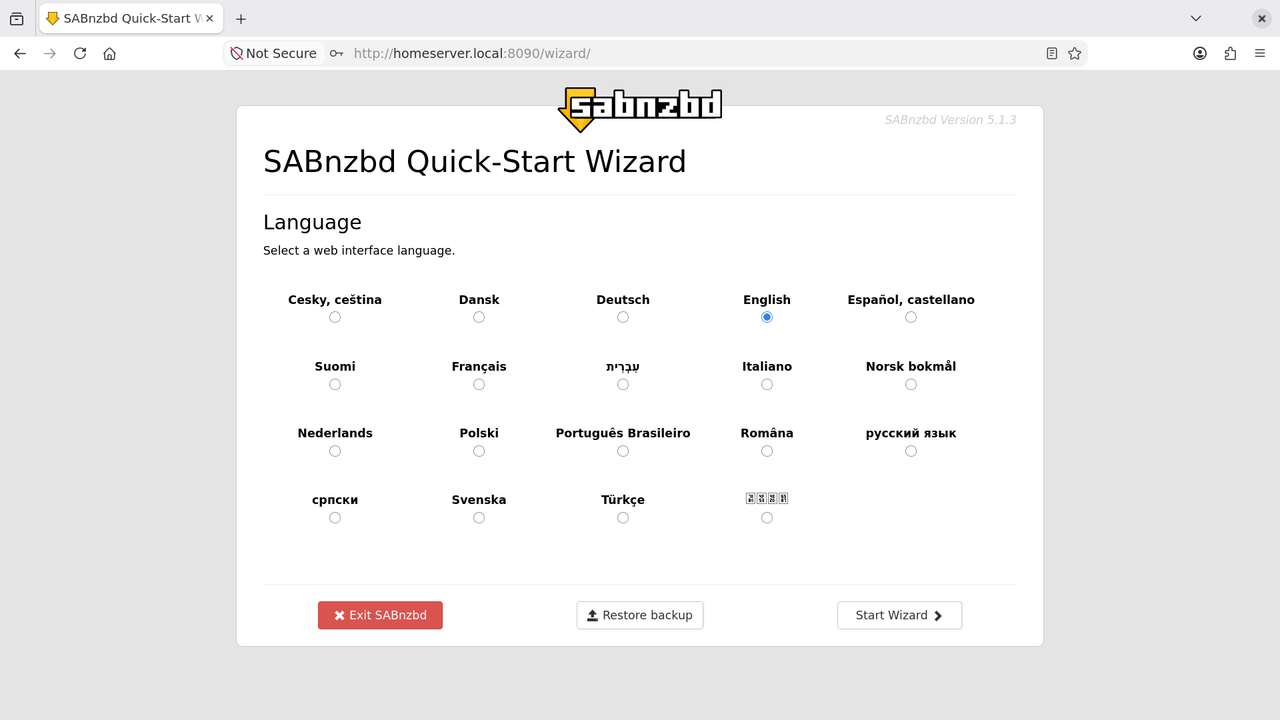 SABnzbd Quick-Start W
Not Secure
http://homeserver.local:8090/wizard/
sabnzbd
SABnzbd Version 5.1.3
SABnzbd Quick-Start Wizard
Language
Select a web interface language.
Cesky, ceština
Dansk
Deutsch
English
Español, castellano
Suomi
Français
עִבְרִית
Italiano
Norsk bokmål
Nederlands
Polski
Português Brasileiro
Româna
русский язык
српски
Svenska
Türkçe
Exit SABnzbd
Restore backup
Start Wizard